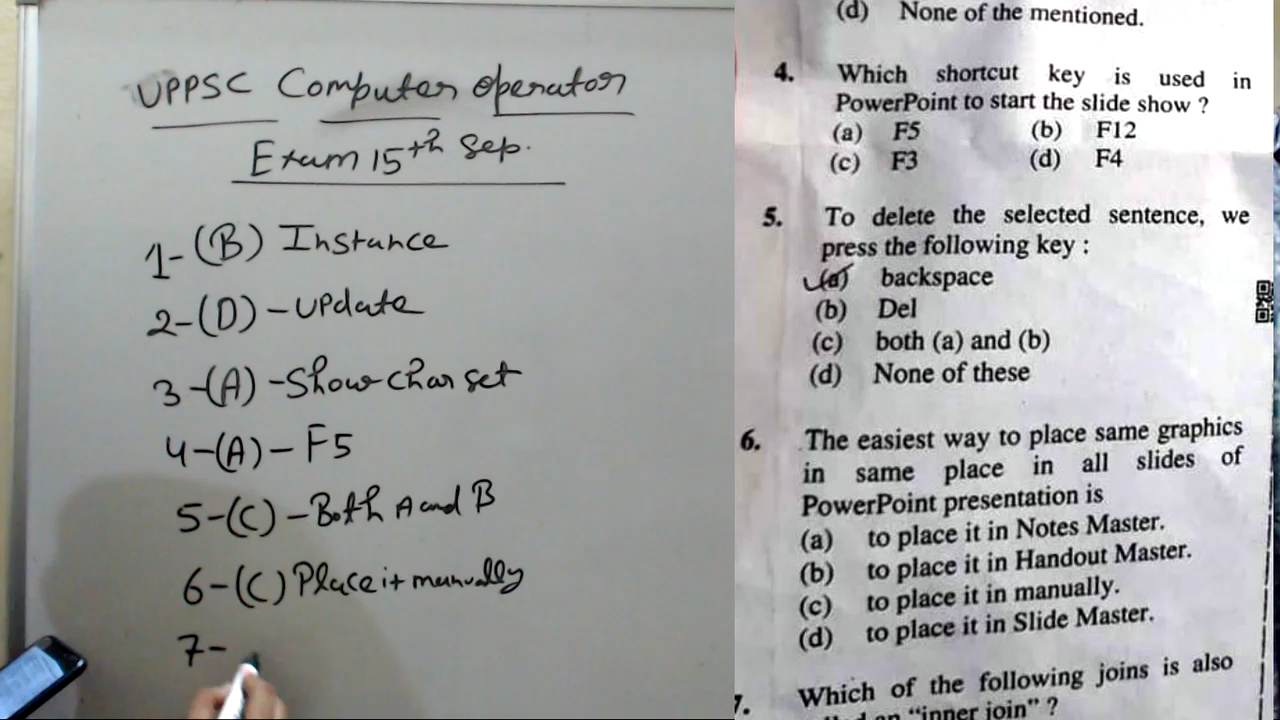 UPPSC Computer operator
Exam 15th Sep.
1-(B) Instance
2-(D)-Update
3-(A)-Show char set
4-(A)-F5
5-(C)-Both A and B
6-(C) Place it manually
7-
(d) None of the mentioned.
4. Which shortcut key is used in
PowerPoint to start the slide show ?
(a) F5 (b) F12
(c) F3 (d) F4
5. To delete the selected sentence, we
press the following key :
(a) backspace
(b) Del
(c) both (a) and (b)
(d) None of these
6. The easiest way to place same graphics
in same place in all slides of
PowerPoint presentation is
(a) to place it in Notes Master.
(b) to place it in Handout Master.
(c) to place it in manually.
(d) to place it in Slide Master.
7. Which of the following joins is also
an "inner join" ?